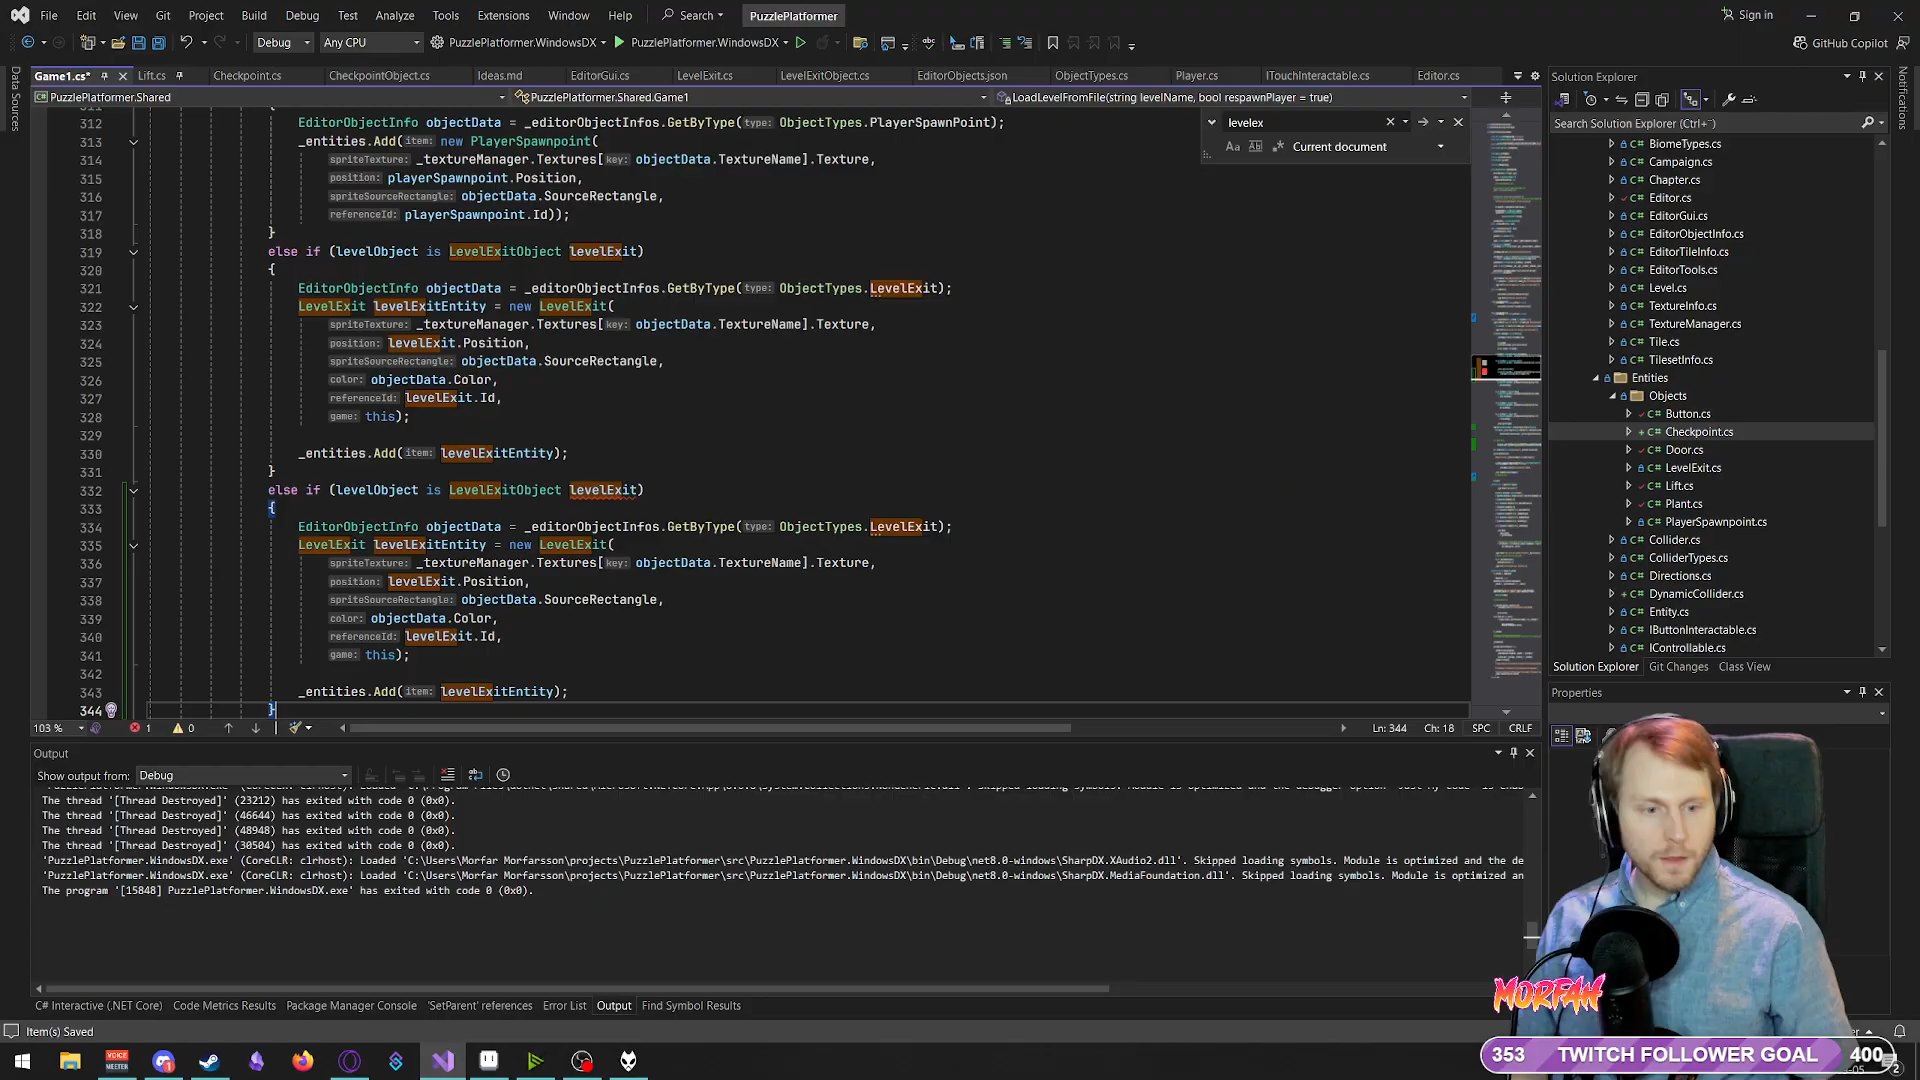 File Edit View Git Project Build Debug Test Analyze Tools Extensions Window Help Search PuzzlePlatformer Sign in
Debug Any CPU PuzzlePlatformer.WindowsDX PuzzlePlatformer.WindowsDX GitHub Copilot
Game1.cs* Lift.cs Checkpoint.cs CheckpointObject.cs Ideas.md EditorGui.cs LevelExit.cs LevelExitObject.cs EditorObjects.json ObjectTypes.cs Player.cs ITouchInteractable.cs Editor.cs
PuzzlePlatformer.Shared PuzzlePlatformer.Shared.Game1 LoadLevelFromFile(string levelName, bool respawnPlayer = true)
levelex
Aa Ab Current document
312 EditorObjectInfo objectData = _editorObjectInfos.GetByType(type: ObjectTypes.PlayerSpawnPoint);
313 _entities.Add(item: new PlayerSpawnpoint(
314 spriteTexture: _textureManager.Textures[key: objectData.TextureName].Texture,
315 position: playerSpawnpoint.Position,
316 spriteSourceRectangle: objectData.SourceRectangle,
317 referenceId: playerSpawnpoint.Id));
318 }
319 else if (levelObject is LevelExitObject levelExit)
320 {
321 EditorObjectInfo objectData = _editorObjectInfos.GetByType(type: ObjectTypes.LevelExit);
322 LevelExit levelExitEntity = new LevelExit(
323 spriteTexture: _textureManager.Textures[key: objectData.TextureName].Texture,
324 position: levelExit.Position,
325 spriteSourceRectangle: objectData.SourceRectangle,
326 color: objectData.Color,
327 referenceId: levelExit.Id,
328 game: this);
329
330 _entities.Add(item: levelExitEntity);
331 }
332 else if (levelObject is LevelExitObject levelExit)
333 {
334 EditorObjectInfo objectData = _editorObjectInfos.GetByType(type: ObjectTypes.LevelExit);
335 LevelExit levelExitEntity = new LevelExit(
336 spriteTexture: _textureManager.Textures[key: objectData.TextureName].Texture,
337 position: levelExit.Position,
338 spriteSourceRectangle: objectData.SourceRectangle,
339 color: objectData.Color,
340 referenceId: levelExit.Id,
341 game: this);
342
343 _entities.Add(item: levelExitEntity);
344 }
103 % 1 0 Ln: 344 Ch: 18 SPC CRLF
Output
Show output from: Debug
The thread '[Thread Destroyed]' (23212) has exited with code 0 (0x0).
The thread '[Thread Destroyed]' (46644) has exited with code 0 (0x0).
The thread '[Thread Destroyed]' (48948) has exited with code 0 (0x0).
The thread '[Thread Destroyed]' (30504) has exited with code 0 (0x0).
'PuzzlePlatformer.WindowsDX.exe' (CoreCLR: clrhost): Loaded 'C:\Users\Morfar Morfarsson\projects\PuzzlePlatformer\src\PuzzlePlatformer.WindowsDX\bin\Debug\net8.0-windows\SharpDX.XAudio2.dll'. Skipped loading symbols. Module is optimized and the de
'PuzzlePlatformer.WindowsDX.exe' (CoreCLR: clrhost): Loaded 'C:\Users\Morfar Morfarsson\projects\PuzzlePlatformer\src\PuzzlePlatformer.WindowsDX\bin\Debug\net8.0-windows\SharpDX.MediaFoundation.dll'. Skipped loading symbols. Module is optimized an
The program '[15848] PuzzlePlatformer.WindowsDX.exe' has exited with code 0 (0x0).
C# Interactive (.NET Core) Code Metrics Results Package Manager Console 'SetParent' references Error List Output Find Symbol Results
Item(s) Saved
Data Sources
Notifications
Solution Explorer
Search Solution Explorer (Ctrl+¨)
C# BiomeTypes.cs
C# Campaign.cs
C# Chapter.cs
C# Editor.cs
C# EditorGui.cs
C# EditorObjectInfo.cs
C# EditorTileInfo.cs
C# EditorTools.cs
C# Level.cs
C# TextureInfo.cs
C# TextureManager.cs
C# Tile.cs
C# TilesetInfo.cs
Entities
Objects
C# Button.cs
C# Checkpoint.cs
C# Door.cs
C# LevelExit.cs
C# Lift.cs
C# Plant.cs
C# PlayerSpawnpoint.cs
C# Collider.cs
C# ColliderTypes.cs
C# Directions.cs
C# DynamicCollider.cs
C# Entity.cs
C# IButtonInteractable.cs
C# IControllable.cs
Solution Explorer Git Changes Class View
Properties
MORFAH
353 TWITCH FOLLOWER GOAL 400
VOICE MEETER